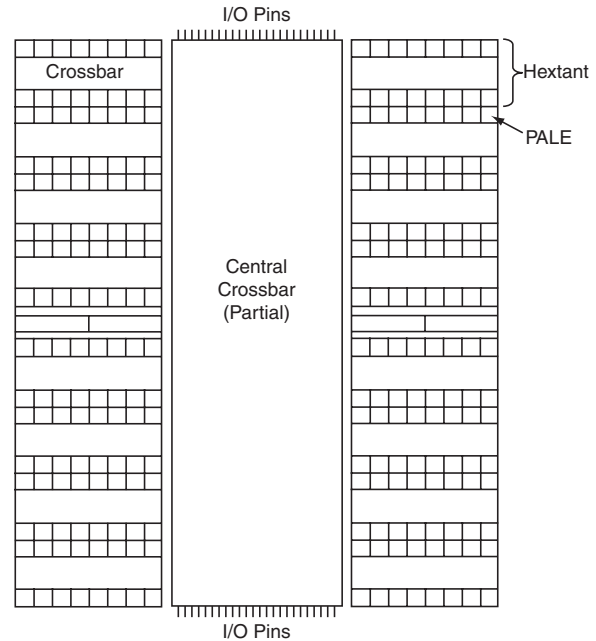 I/O Pins
Crossbar
Hextant
PALE
Central
Crossbar
(Partial)
I/O Pins